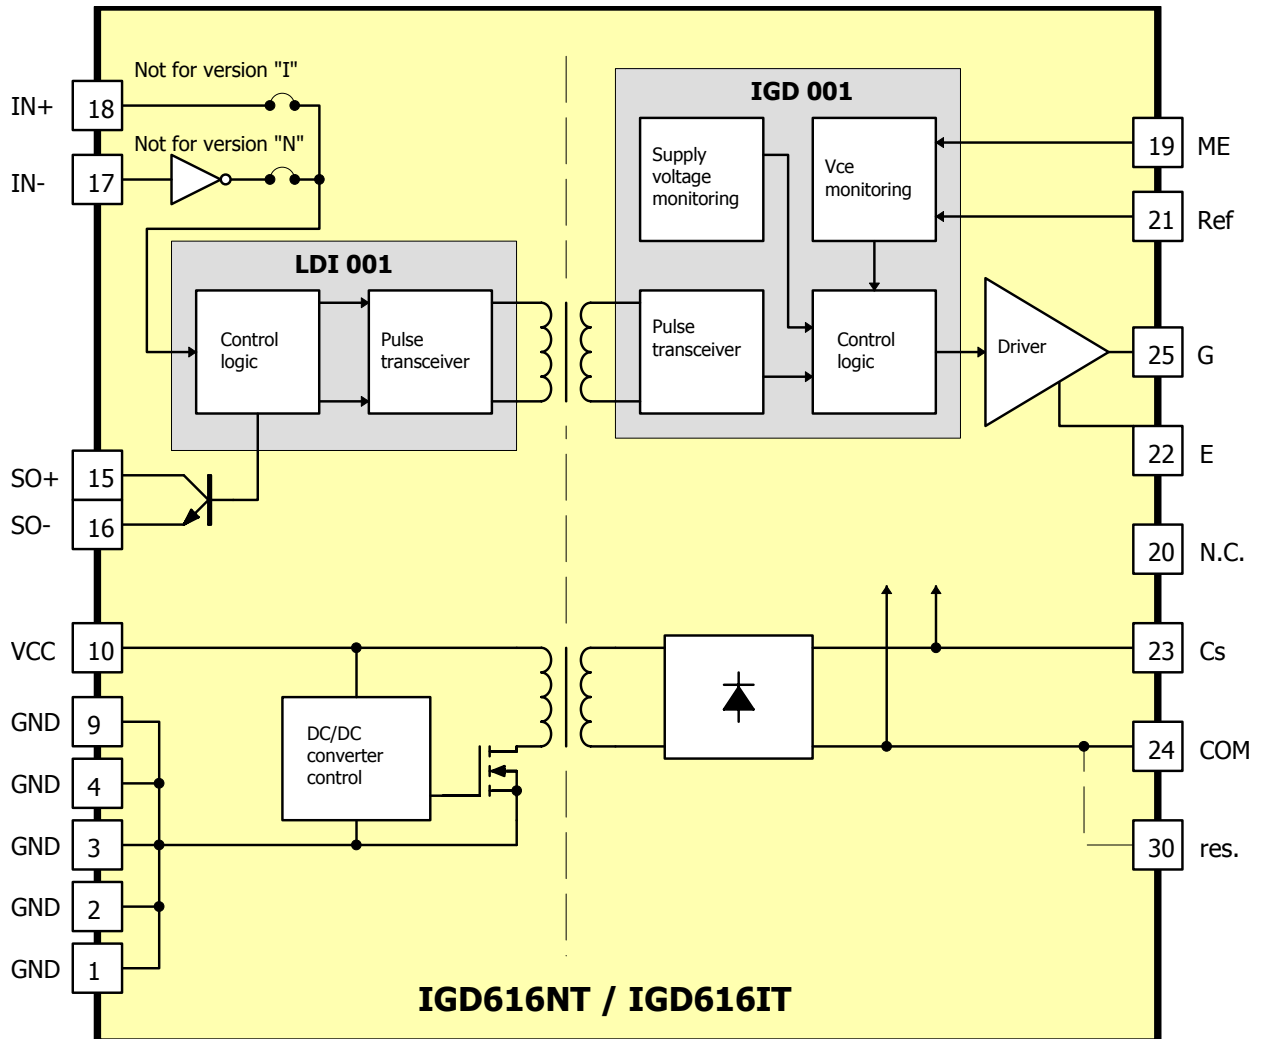 Not for version "I"
IN+
18
Not for version "N"
IN-
17
LDI 001
Control
logic
Pulse
transceiver
SO+
15
SO-
16
VCC
10
GND
9
GND
4
GND
3
GND
2
GND
1
DC/DC
converter
control
IGD 001
Supply
voltage
monitoring
Vce
monitoring
Pulse
transceiver
Control
logic
Driver
19
ME
21
Ref
25
G
22
E
20
N.C.
23
Cs
24
COM
30
res.
IGD616NT / IGD616IT